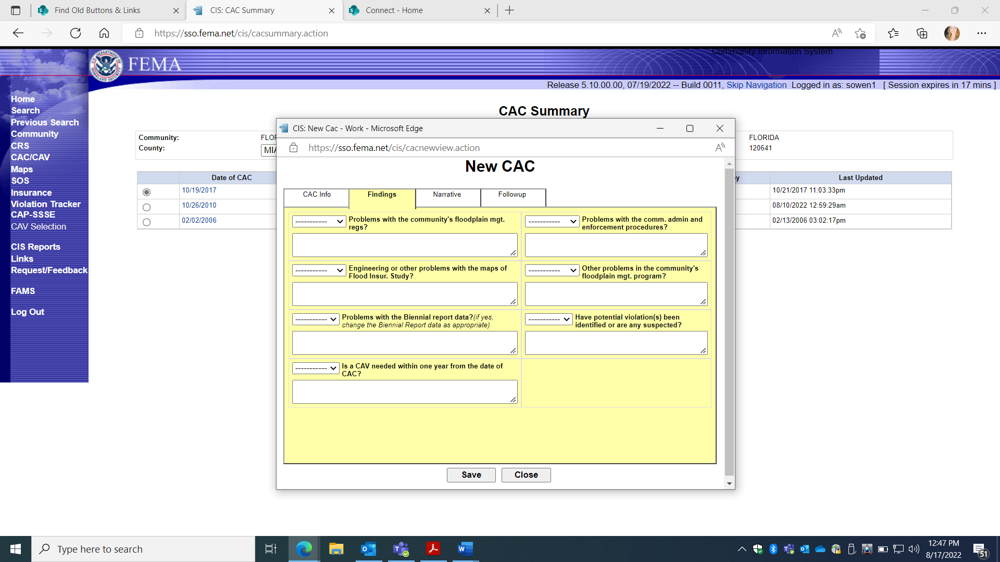 Find Old Buttons & Links
CIS: CAC Summary
Connect - Home
https://sso.fema.net/cis/cacsummary.action
Community Information System
FEMA
Release 5.10.00.00, 07/19/2022 -- Build 0011, Skip Navigation Logged in as: sowen1 [ Session expires in 17 mins ]
Home
Search
Previous Search
Community
CRS
CAC/CAV
Maps
SOS
Insurance
Violation Tracker
CAP-SSSE
CAV Selection
CIS Reports
Links
Request/Feedback
FAMS
Log Out
CAC Summary
Community: FLOR
FLORIDA
County: MIA
120641
Date of CAC
y
Last Updated
10/19/2017
10/21/2017 11:03:33pm
10/26/2010
08/10/2022 12:59:29am
02/02/2006
02/13/2006 03:02:17pm
CIS: New Cac - Work - Microsoft Edge
https://sso.fema.net/cis/cacnewview.action
New CAC
CAC Info
Findings
Narrative
Followup
----------- Problems with the community's floodplain mgt.
regs?
----------- Problems with the comm. admin and
enforcement procedures?
----------- Engineering or other problems with the maps of
Flood Insur. Study?
----------- Other problems in the community's
floodplain mgt. program?
----------- Problems with the Biennial report data?(if yes,
change the Biennial Report data as appropriate)
----------- Have potential violation(s) been
identified or are any suspected?
----------- Is a CAV needed within one year from the date of
CAC?
Save
Close
Type here to search
12:47 PM
8/17/2022
51